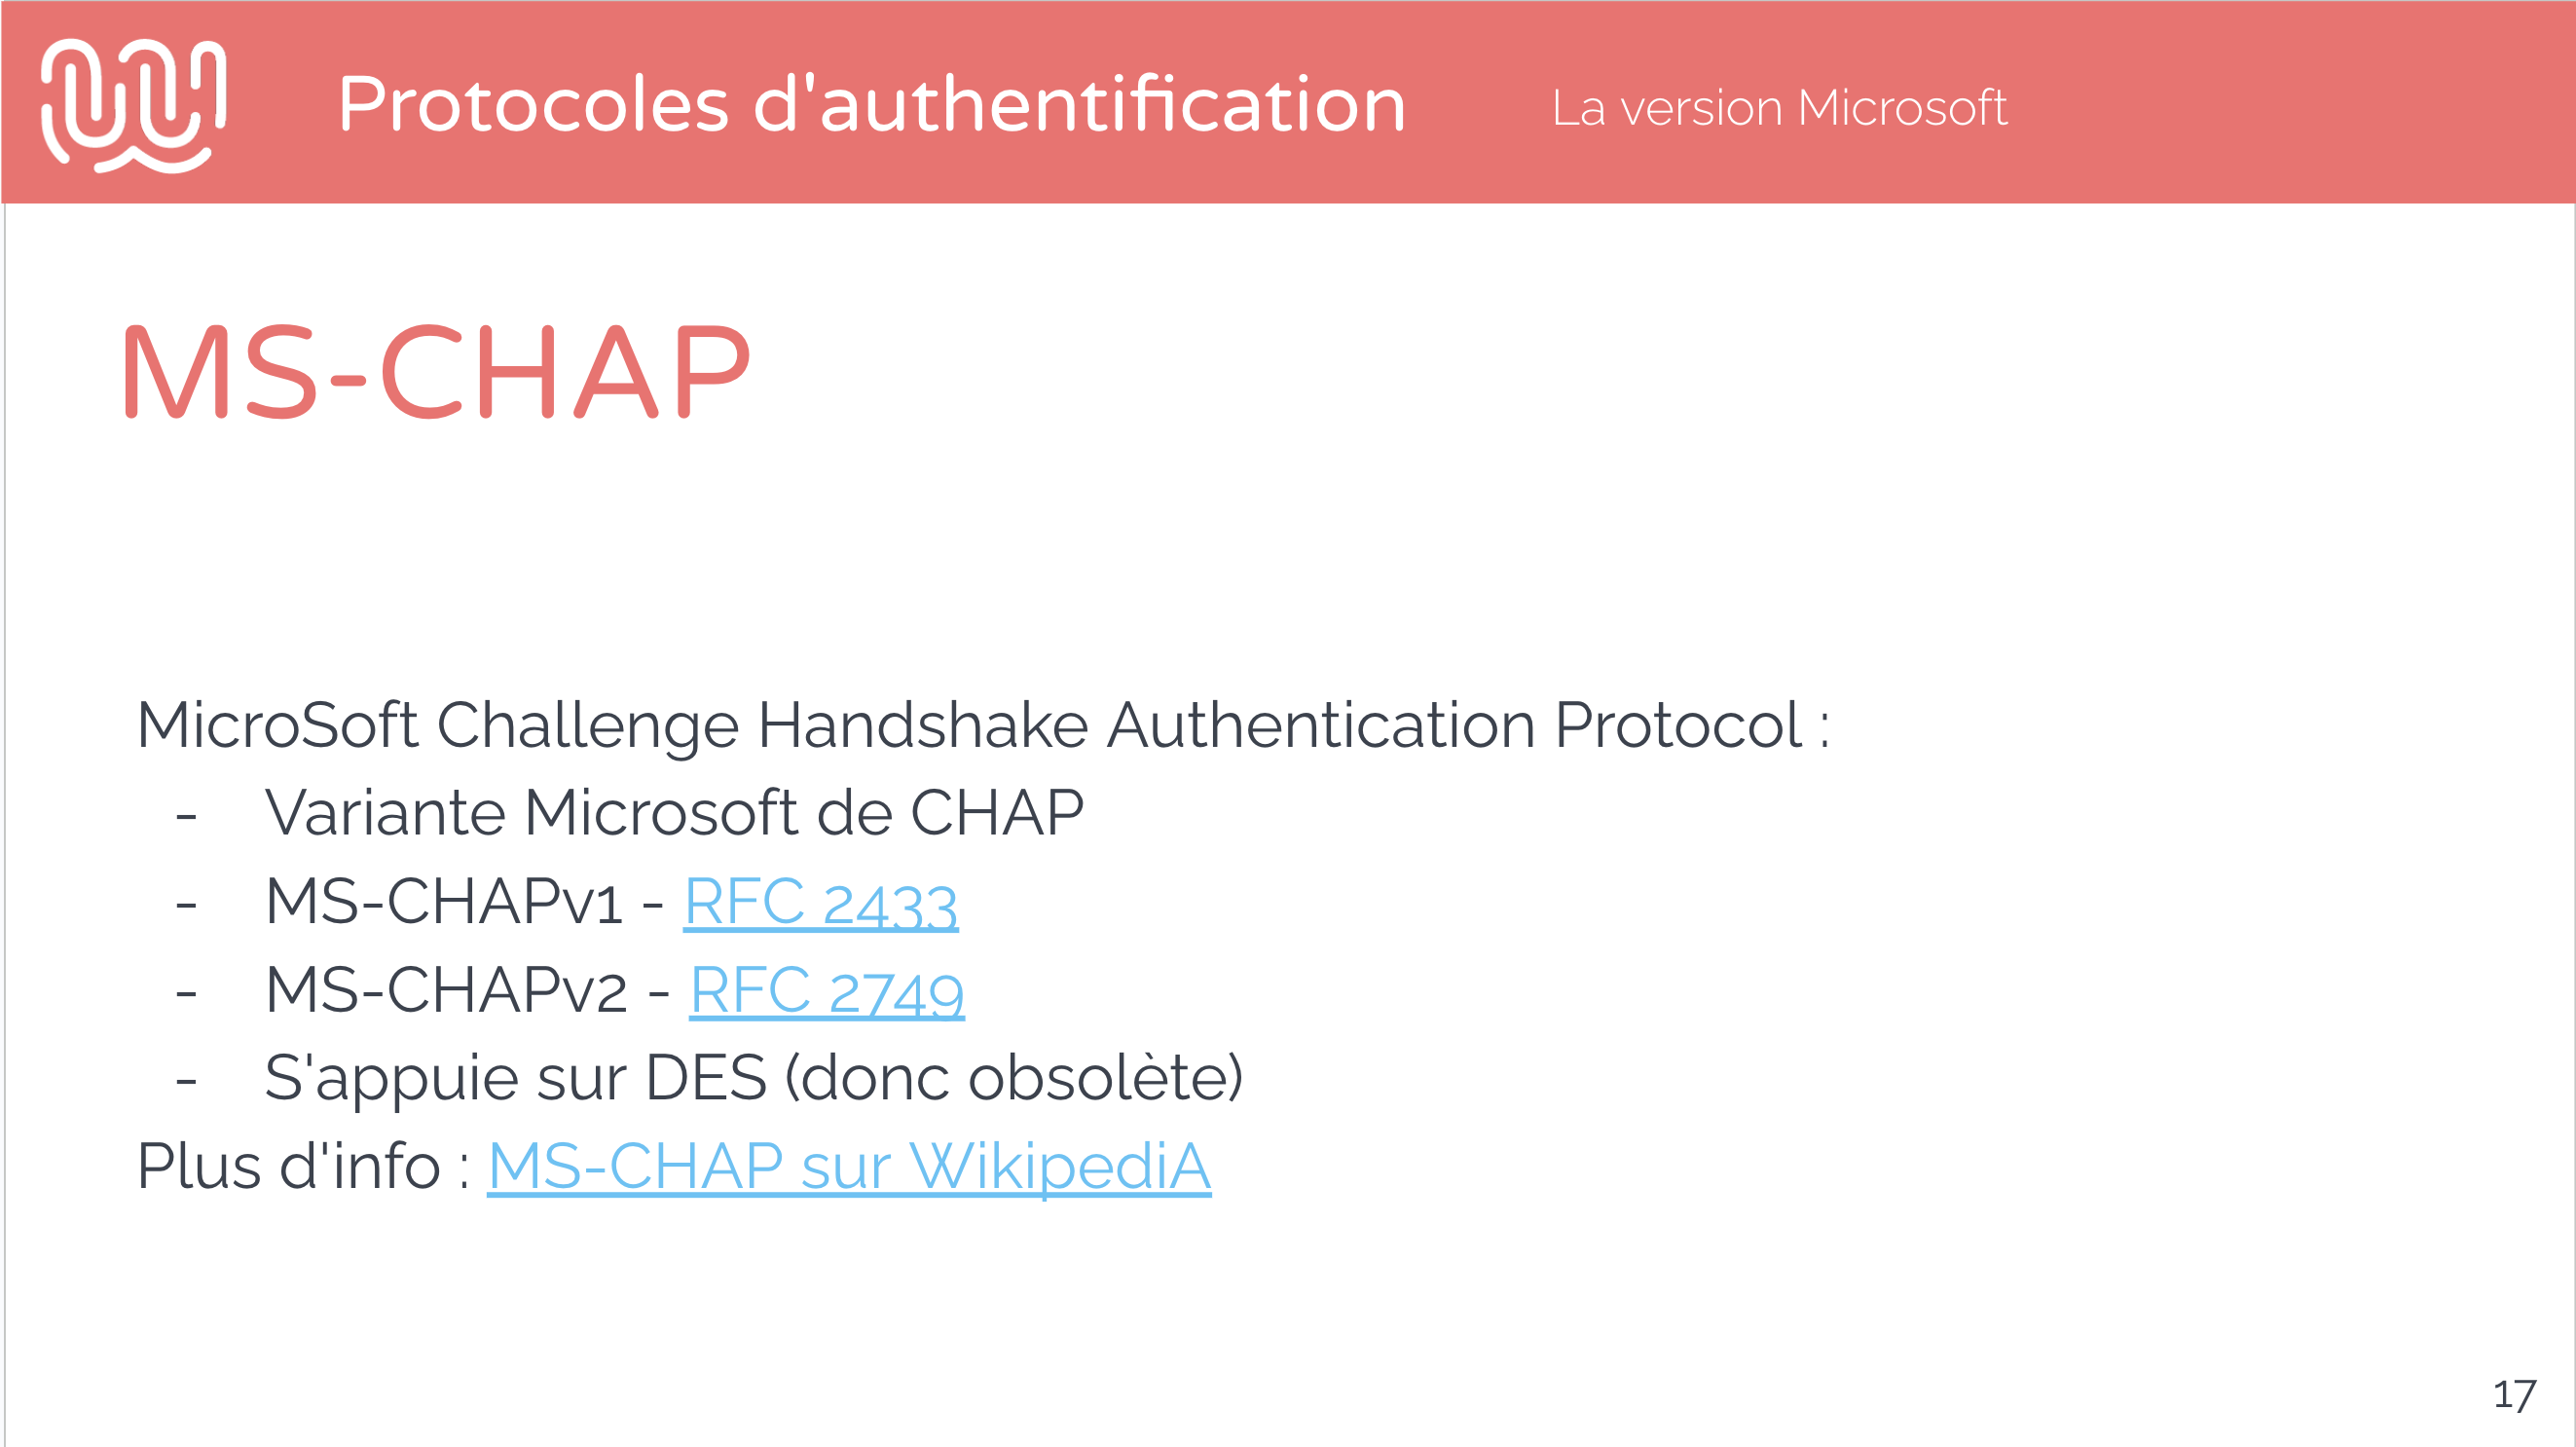 Protocoles d'authentification
La version Microsoft
MS-CHAP
MicroSoft Challenge Handshake Authentication Protocol :
- Variante Microsoft de CHAP
- MS-CHAPv1 - RFC 2433
- MS-CHAPv2 - RFC 2749
- S'appuie sur DES (donc obsolète)
Plus d'info : MS-CHAP sur WikipediA
17